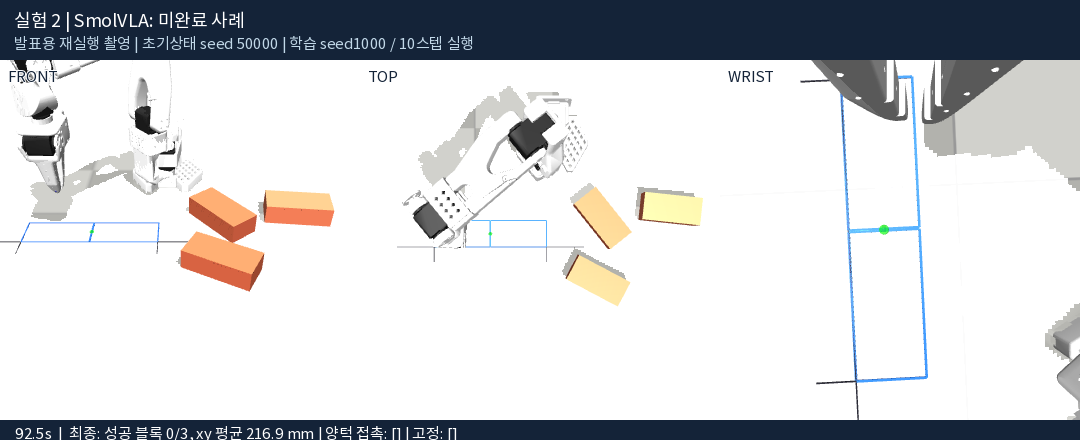 실험 2 | SmolVLA: 미완료 사례
발표용 재실행 촬영 | 초기상태 seed 50000 | 학습 seed1000 / 10스텝 실행
FRONT
TOP
WRIST
92.5s | 최종: 성공 블록 0/3, xy 평균 216.9 mm | 양턱 접촉: [] | 고정: []